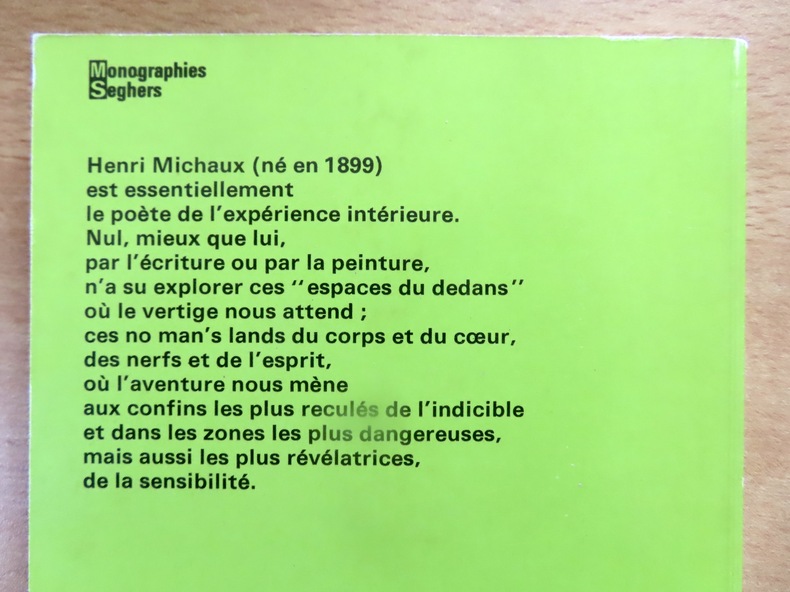 Monographies
Seghers
Henri Michaux (né en 1899)
est essentiellement
le poète de l'expérience intérieure.
Nul, mieux que lui,
par l'écriture ou par la peinture,
n'a su explorer ces "espaces du dedans"
où le vertige nous attend ;
ces no man's lands du corps et du cœur,
des nerfs et de l'esprit,
où l'aventure nous mène
aux confins les plus reculés de l'indicible
et dans les zones les plus dangereuses,
mais aussi les plus révélatrices,
de la sensibilité.